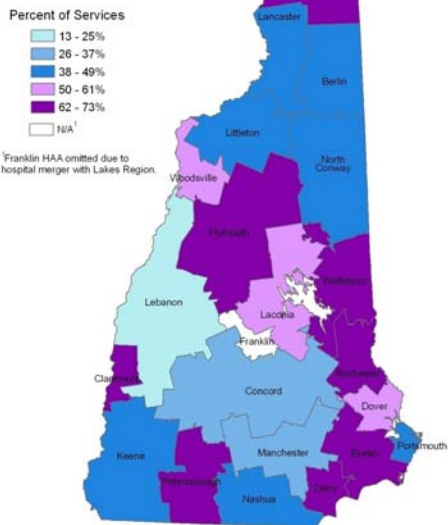 Percent of Services
13 - 25%
26 - 37%
38 - 49%
50 - 61%
62 - 73%
N/A¹
¹Franklin HAA omitted due to
hospital merger with Lakes Region.
Lancaster
Berlin
Littleton
North
Conway
Woodsville
Plymouth
Wolfeboro
Lebanon
Laconia
Franklin
Claremont
Rochester
Concord
Dover
Portsmouth
Keene
Manchester
Exeter
Peterborough
Derry
Nashua